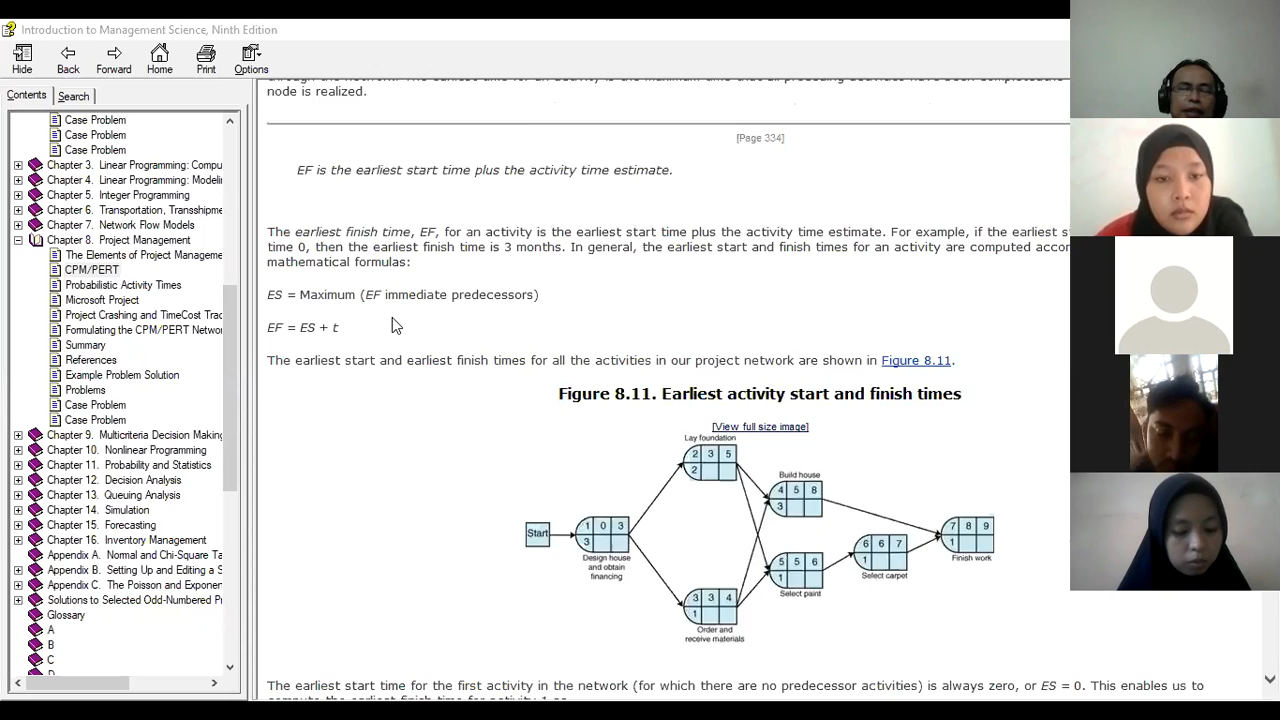 Introduction to Management Science, Ninth Edition
Hide
Back
Forward
Home
Print
Options
Contents
Search
Case Problem
Case Problem
Case Problem
Chapter 3. Linear Programming: Compu
Chapter 4. Linear Programming: Modelin
Chapter 5. Integer Programming
Chapter 6. Transportation, Transshipme
Chapter 7. Network Flow Models
Chapter 8. Project Management
The Elements of Project Manageme
CPM/PERT
Probabilistic Activity Times
Microsoft Project
Project Crashing and TimeCost Trac
Formulating the CPM/PERT Networ
Summary
References
Example Problem Solution
Problems
Case Problem
Case Problem
Chapter 9. Multicriteria Decision Making
Chapter 10. Nonlinear Programming
Chapter 11. Probability and Statistics
Chapter 12. Decision Analysis
Chapter 13. Queuing Analysis
Chapter 14. Simulation
Chapter 15. Forecasting
Chapter 16. Inventory Management
Appendix A. Normal and Chi-Square Ta
Appendix B. Setting Up and Editing a S
Appendix C. The Poisson and Exponen
Solutions to Selected Odd-Numbered Pr
Glossary
A
B
C
node is realized.
[Page 334]
EF is the earliest start time plus the activity time estimate.
The earliest finish time, EF, for an activity is the earliest start time plus the activity time estimate. For example, if the earliest s
time 0, then the earliest finish time is 3 months. In general, the earliest start and finish times for an activity are computed accor
mathematical formulas:
ES = Maximum (EF immediate predecessors)
EF = ES + t
The earliest start and earliest finish times for all the activities in our project network are shown in Figure 8.11.
Figure 8.11. Earliest activity start and finish times
[View full size image]
Lay foundation
2 3 5
2
Build house
4 5 8
3
Start
1 0 3
3
Design house
and obtain
financing
7 8 9
1
Finish work
6 6 7
1
Select carpet
5 5 6
1
Select paint
3 3 4
1
Order and
receive materials
The earliest start time for the first activity in the network (for which there are no predecessor activities) is always zero, or ES = 0. This enables us to